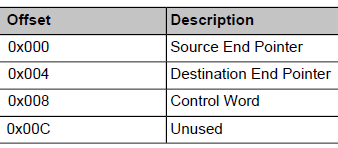 Offset Description
0x000 Source End Pointer
0x004 Destination End Pointer
0x008 Control Word
0x00C Unused